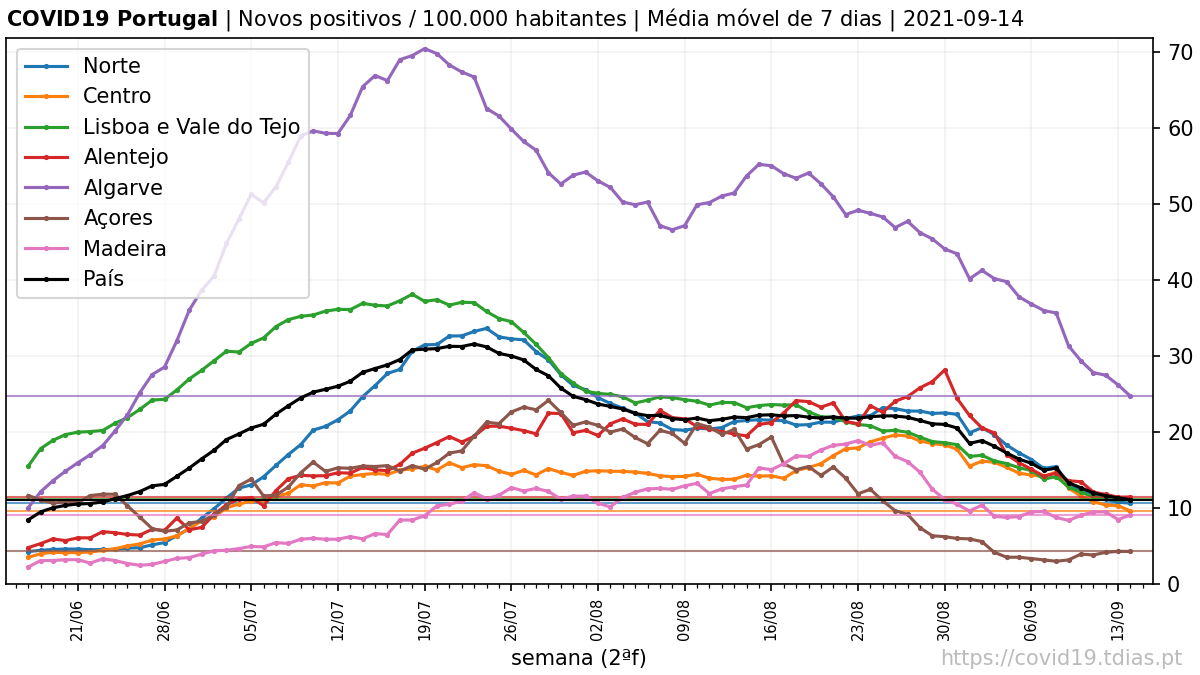 COVID19 Portugal | Novos positivos / 100.000 habitantes | Média móvel de 7 dias | 2021-09-14
Norte
Centro
Lisboa e Vale do Tejo
Alentejo
Algarve
Açores
Madeira
País
70
60
50
40
30
20
10
0
21/06 28/06 05/07 12/07 19/07 26/07 02/08 09/08 16/08 23/08 30/08 06/09 13/09
semana (2ªf)
https://covid19.tdias.pt